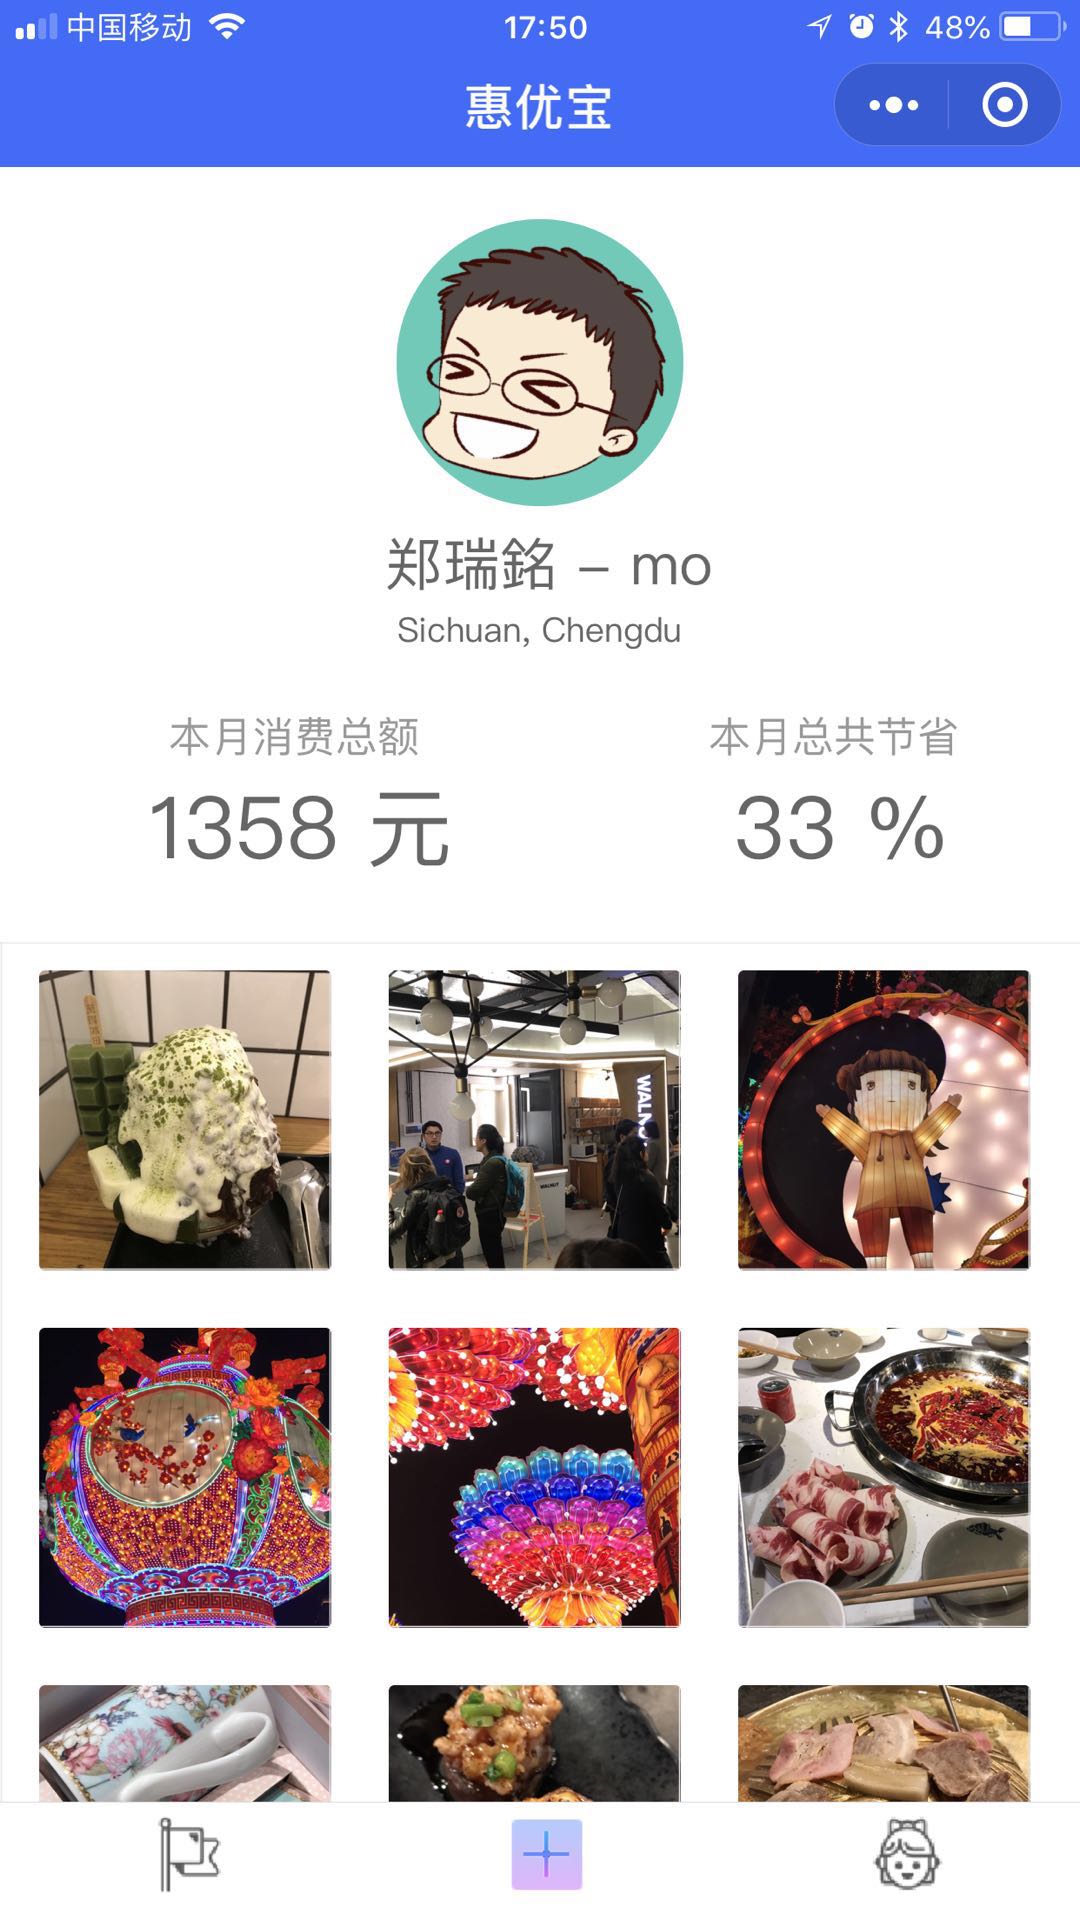 中国移动 17:50 48%
惠优宝
郑瑞銘 – mo
Sichuan, Chengdu
本月消费总额 本月总共节省
1358 元 33 %
WALNUT